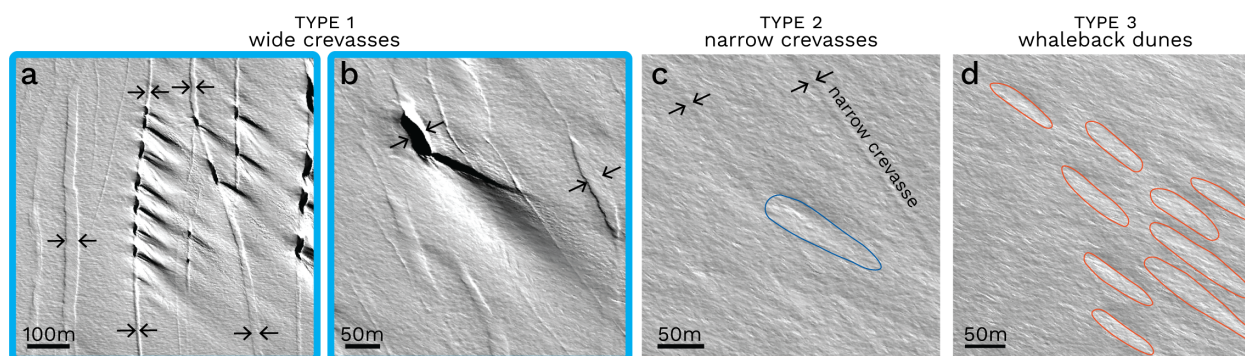 TYPE 1
wide crevasses
TYPE 2
narrow crevasses
TYPE 3
whaleback dunes
a
100m
b
50m
c
narrow crevasse
50m
d
50m